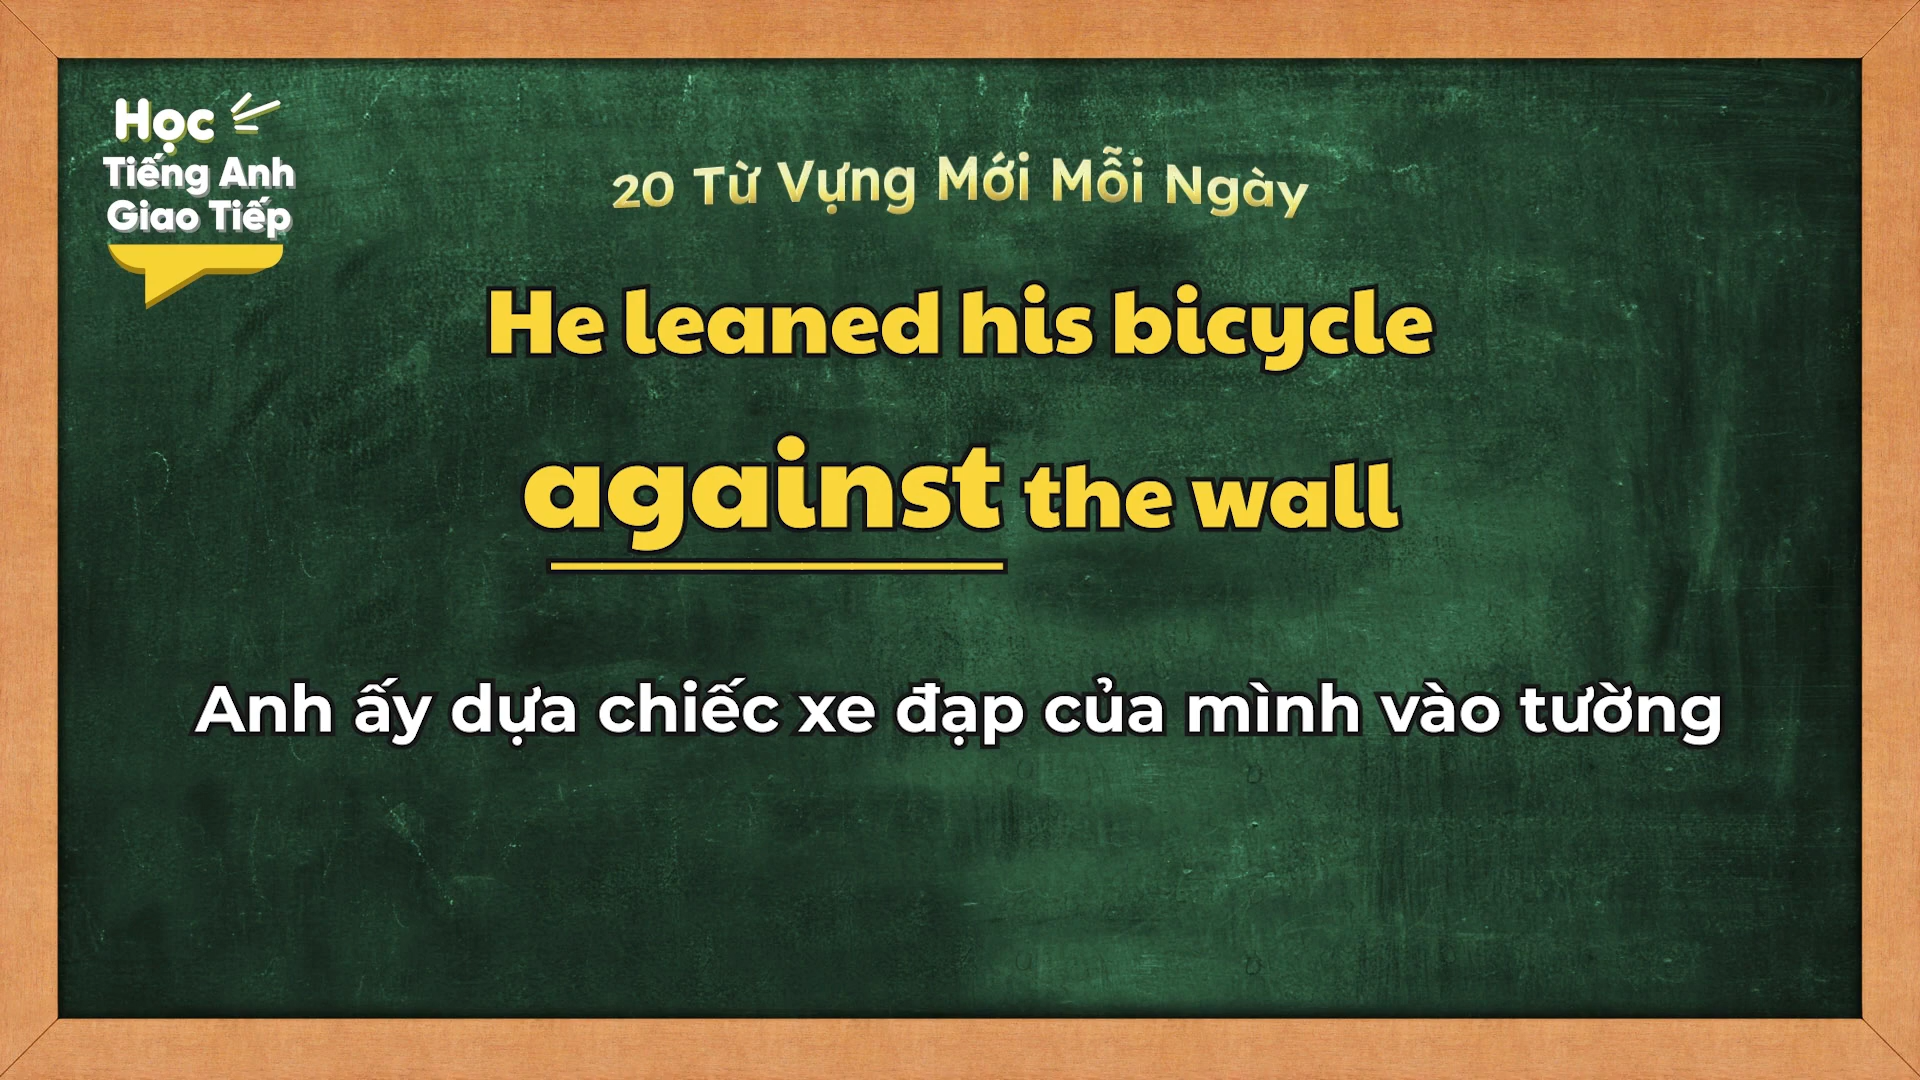 Học
Tiếng Anh
Giao Tiếp
20 Từ Vựng Mới Mỗi Ngày
He leaned his bicycle
against the wall
Anh ấy dựa chiếc xe đạp của mình vào tường